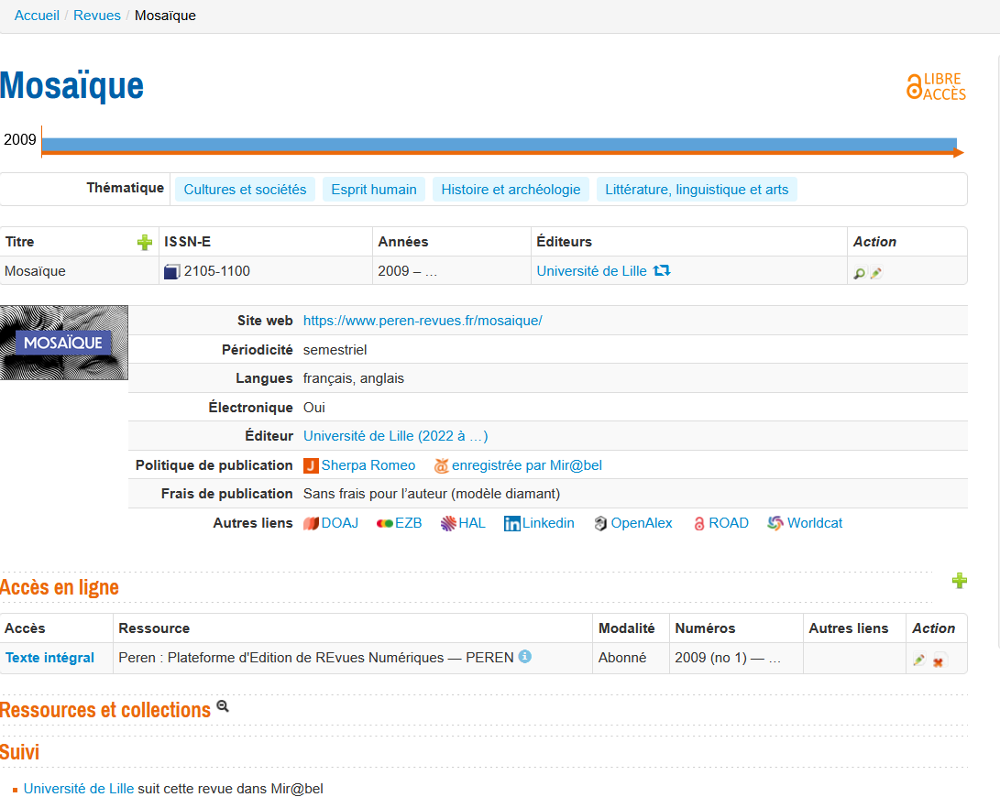 Accueil / Revues / Mosaïque
Mosaïque
LIBRE
ACCÈS
2009
Thématique Cultures et sociétés Esprit humain Histoire et archéologie Littérature, linguistique et arts
Titre ISSN-E Années Éditeurs Action
Mosaïque 2105-1100 2009 – … Université de Lille
MOSAÏQUE
Site web https://www.peren-revues.fr/mosaique/
Périodicité semestriel
Langues français, anglais
Électronique Oui
Éditeur Université de Lille (2022 à …)
Politique de publication Sherpa Romeo enregistrée par Mir@bel
Frais de publication Sans frais pour l’auteur (modèle diamant)
Autres liens DOAJ EZB HAL Linkedin OpenAlex ROAD Worldcat
Accès en ligne
Accès Ressource Modalité Numéros Autres liens Action
Texte intégral Peren : Plateforme d'Edition de REvues Numériques — PEREN Abonné 2009 (no 1) — …
Ressources et collections
Suivi
Université de Lille suit cette revue dans Mir@bel